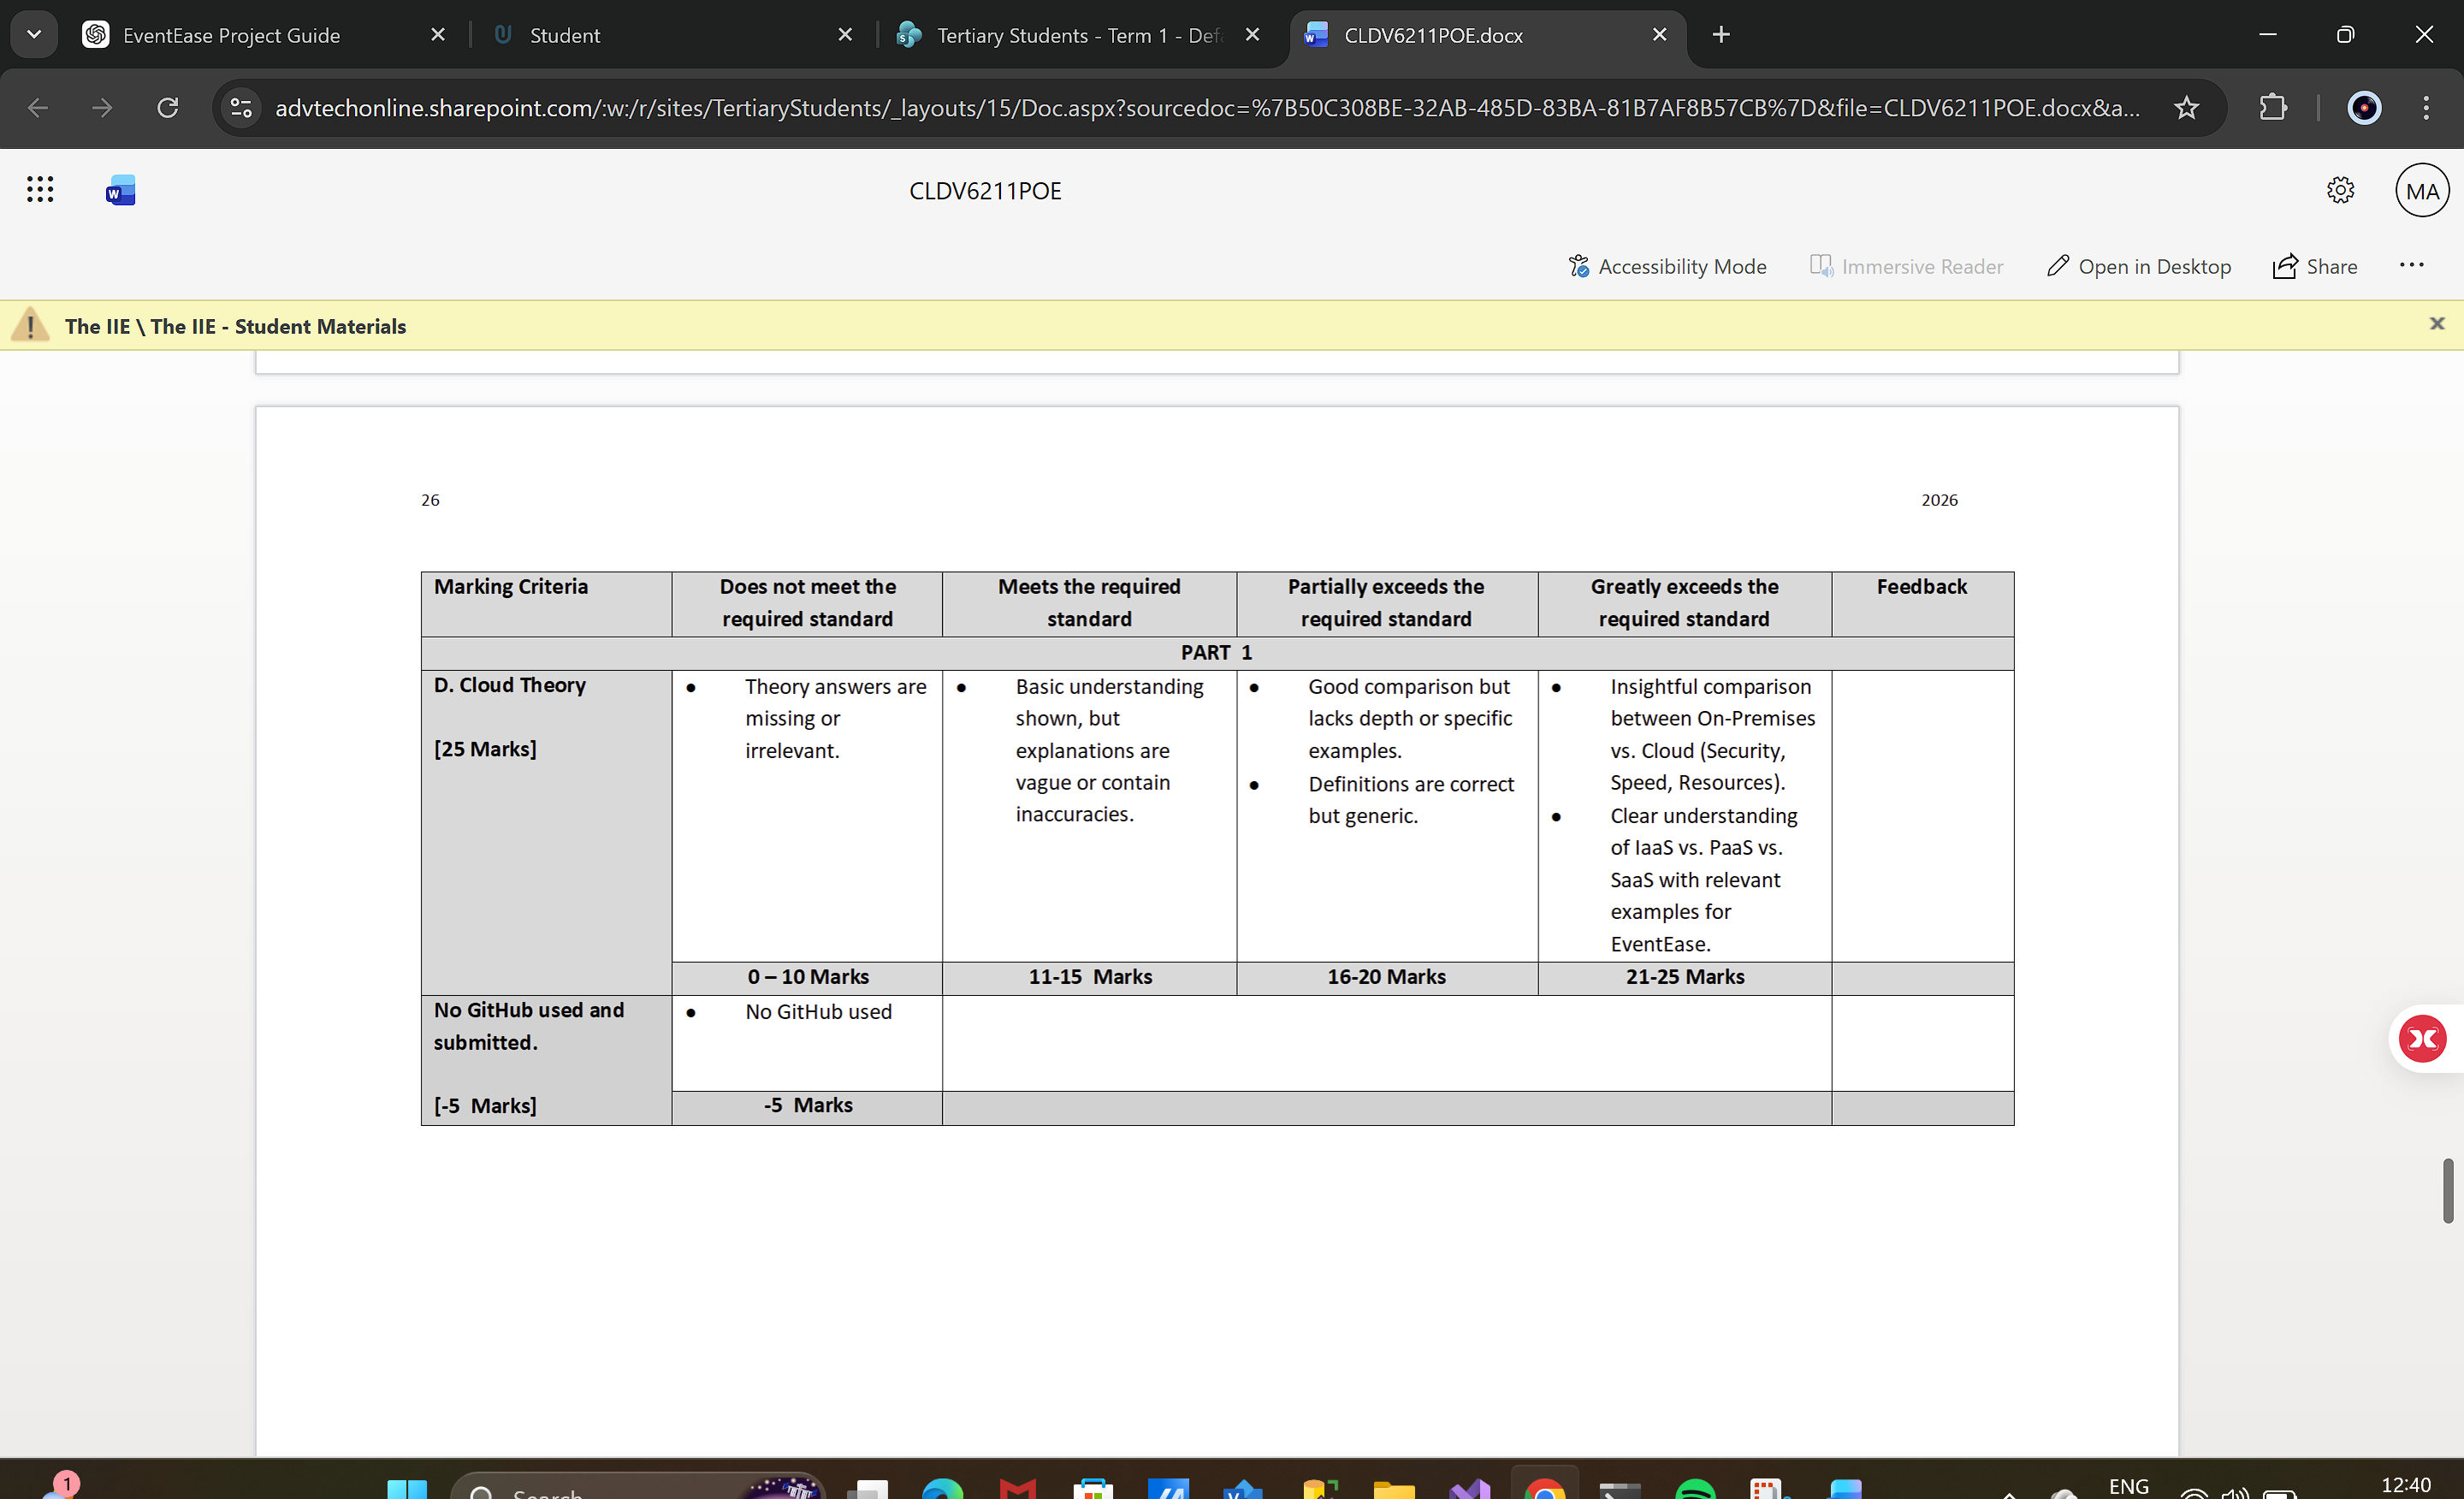 EventEase Project Guide
Student
Tertiary Students - Term 1 - Def
CLDV6211POE.docx
advtechonline.sharepoint.com/:w:/r/sites/TertiaryStudents/_layouts/15/Doc.aspx?sourcedoc=%7B50C308BE-32AB-485D-83BA-81B7AF8B57CB%7D&file=CLDV6211POE.docx&a...
W
CLDV6211POE
MA
Accessibility Mode
Immersive Reader
Open in Desktop
Share
The IIE \ The IIE - Student Materials
26
2026
Marking Criteria
Does not meet the
required standard
Meets the required
standard
Partially exceeds the
required standard
Greatly exceeds the
required standard
Feedback
PART 1
D. Cloud Theory
[25 Marks]
• Theory answers are
missing or
irrelevant.
• Basic understanding
shown, but
explanations are
vague or contain
inaccuracies.
• Good comparison but
lacks depth or specific
examples.
• Definitions are correct
but generic.
• Insightful comparison
between On-Premises
vs. Cloud (Security,
Speed, Resources).
• Clear understanding
of IaaS vs. PaaS vs.
SaaS with relevant
examples for
EventEase.
0 – 10 Marks
11-15 Marks
16-20 Marks
21-25 Marks
No GitHub used and
submitted.
[-5 Marks]
• No GitHub used
-5 Marks
1
Search
ENG
12:40